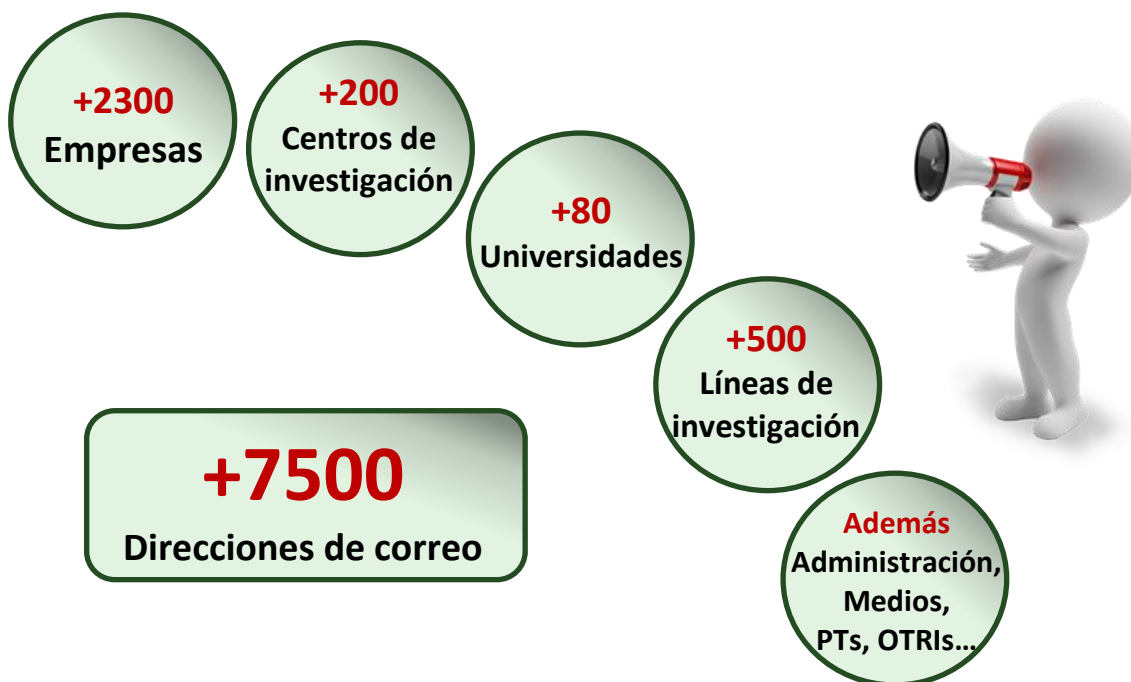 +2300
Empresas
+200
Centros de
investigación
+80
Universidades
+500
Líneas de
investigación
+7500
Direcciones de correo
Además
Administración,
Medios,
PTs, OTRIs…